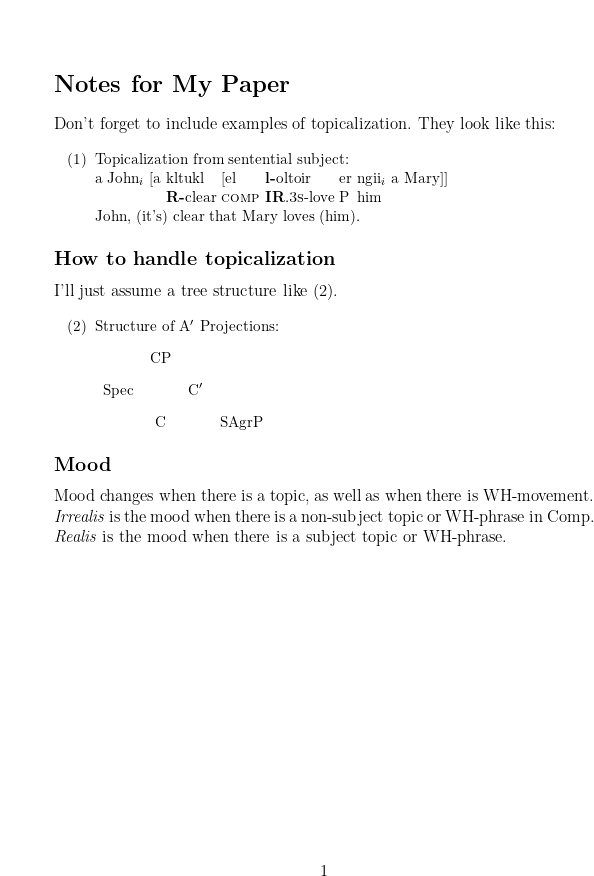 Notes for My Paper
Don't forget to include examples of topicalization. They look like this:
(1) Topicalization from sentential subject:
a Johnᵢ [a kltukl [el l-oltoir er ngiiᵢ a Mary]]
R-clear COMP IR.3s-love P him
John, (it's) clear that Mary loves (him).
How to handle topicalization
I'll just assume a tree structure like (2).
(2) Structure of A′ Projections:
CP
Spec C′
C SAgrP
Mood
Mood changes when there is a topic, as well as when there is WH-movement.
Irrealis is the mood when there is a non-subject topic or WH-phrase in Comp.
Realis is the mood when there is a subject topic or WH-phrase.
1